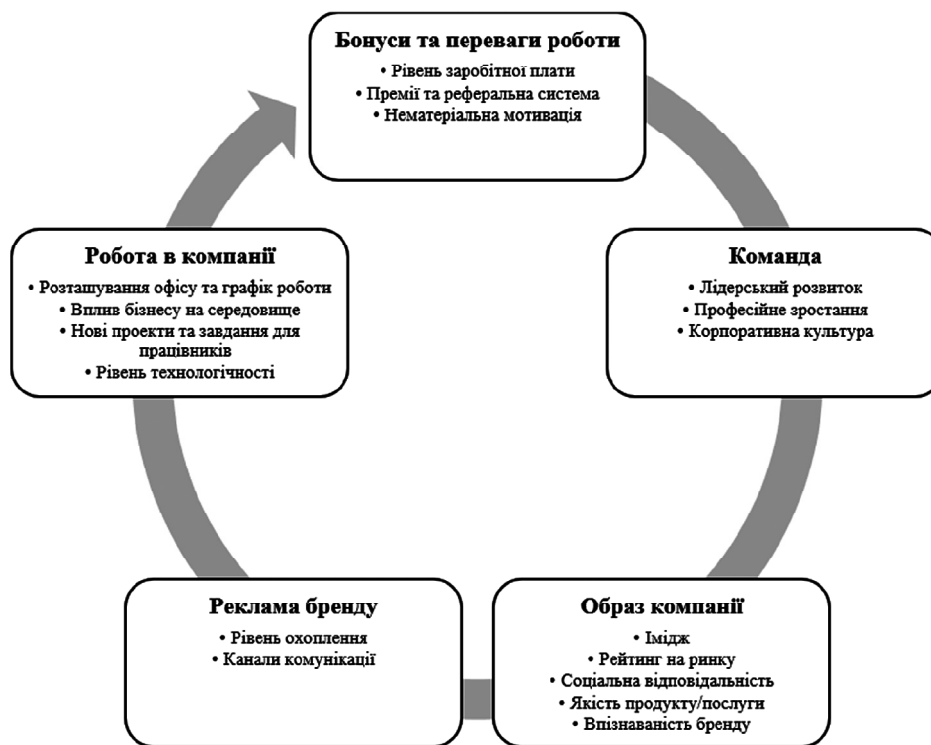 Бонуси та переваги роботи
• Рівень заробітної плати
• Премії та реферальна система
• Нематеріальна мотивація
Команда
• Лідерський розвиток
• Професійне зростання
• Корпоративна культура
Образ компанії
• Імідж
• Рейтинг на ринку
• Соціальна відповідальність
• Якість продукту/послуги
• Впізнаваність бренду
Реклама бренду
• Рівень охоплення
• Канали комунікації
Робота в компанії
• Розташування офісу та графік роботи
• Вплив бізнесу на середовище
• Нові проекти та завдання для
працівників
• Рівень технологічності